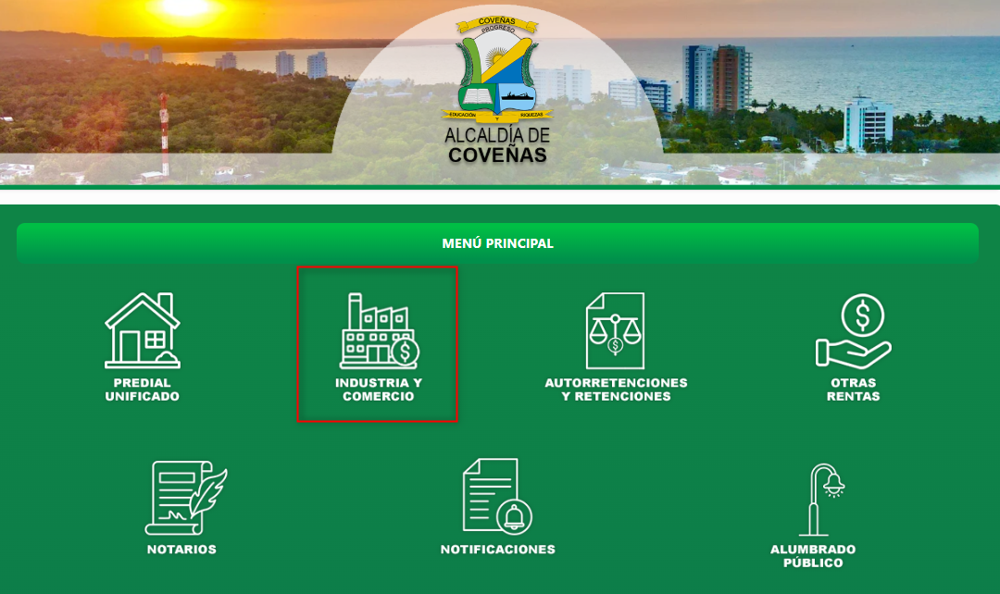 COVEÑAS
PROGRESO
EDUCACIÓN Y RIQUEZAS
ALCALDÍA DE
COVEÑAS
MENÚ PRINCIPAL
PREDIAL
UNIFICADO
INDUSTRIA Y
COMERCIO
AUTORRETENCIONES
Y RETENCIONES
OTRAS
RENTAS
NOTARIOS
NOTIFICACIONES
ALUMBRADO
PÚBLICO